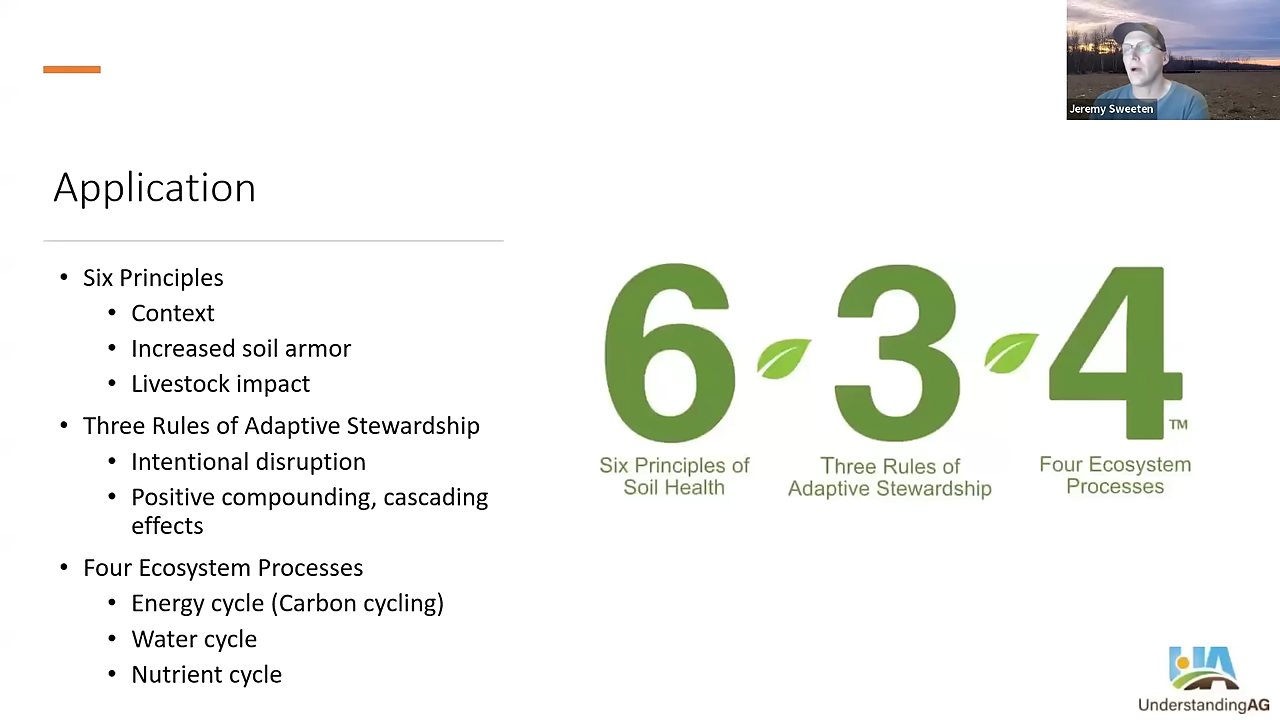 Jeremy Sweeten
Application
• Six Principles
• Context
• Increased soil armor
• Livestock impact
• Three Rules of Adaptive Stewardship
• Intentional disruption
• Positive compounding, cascading
effects
• Four Ecosystem Processes
• Energy cycle (Carbon cycling)
• Water cycle
• Nutrient cycle
6 3 4 ™
Six Principles of
Soil Health
Three Rules of
Adaptive Stewardship
Four Ecosystem
Processes
UA
UnderstandingAG